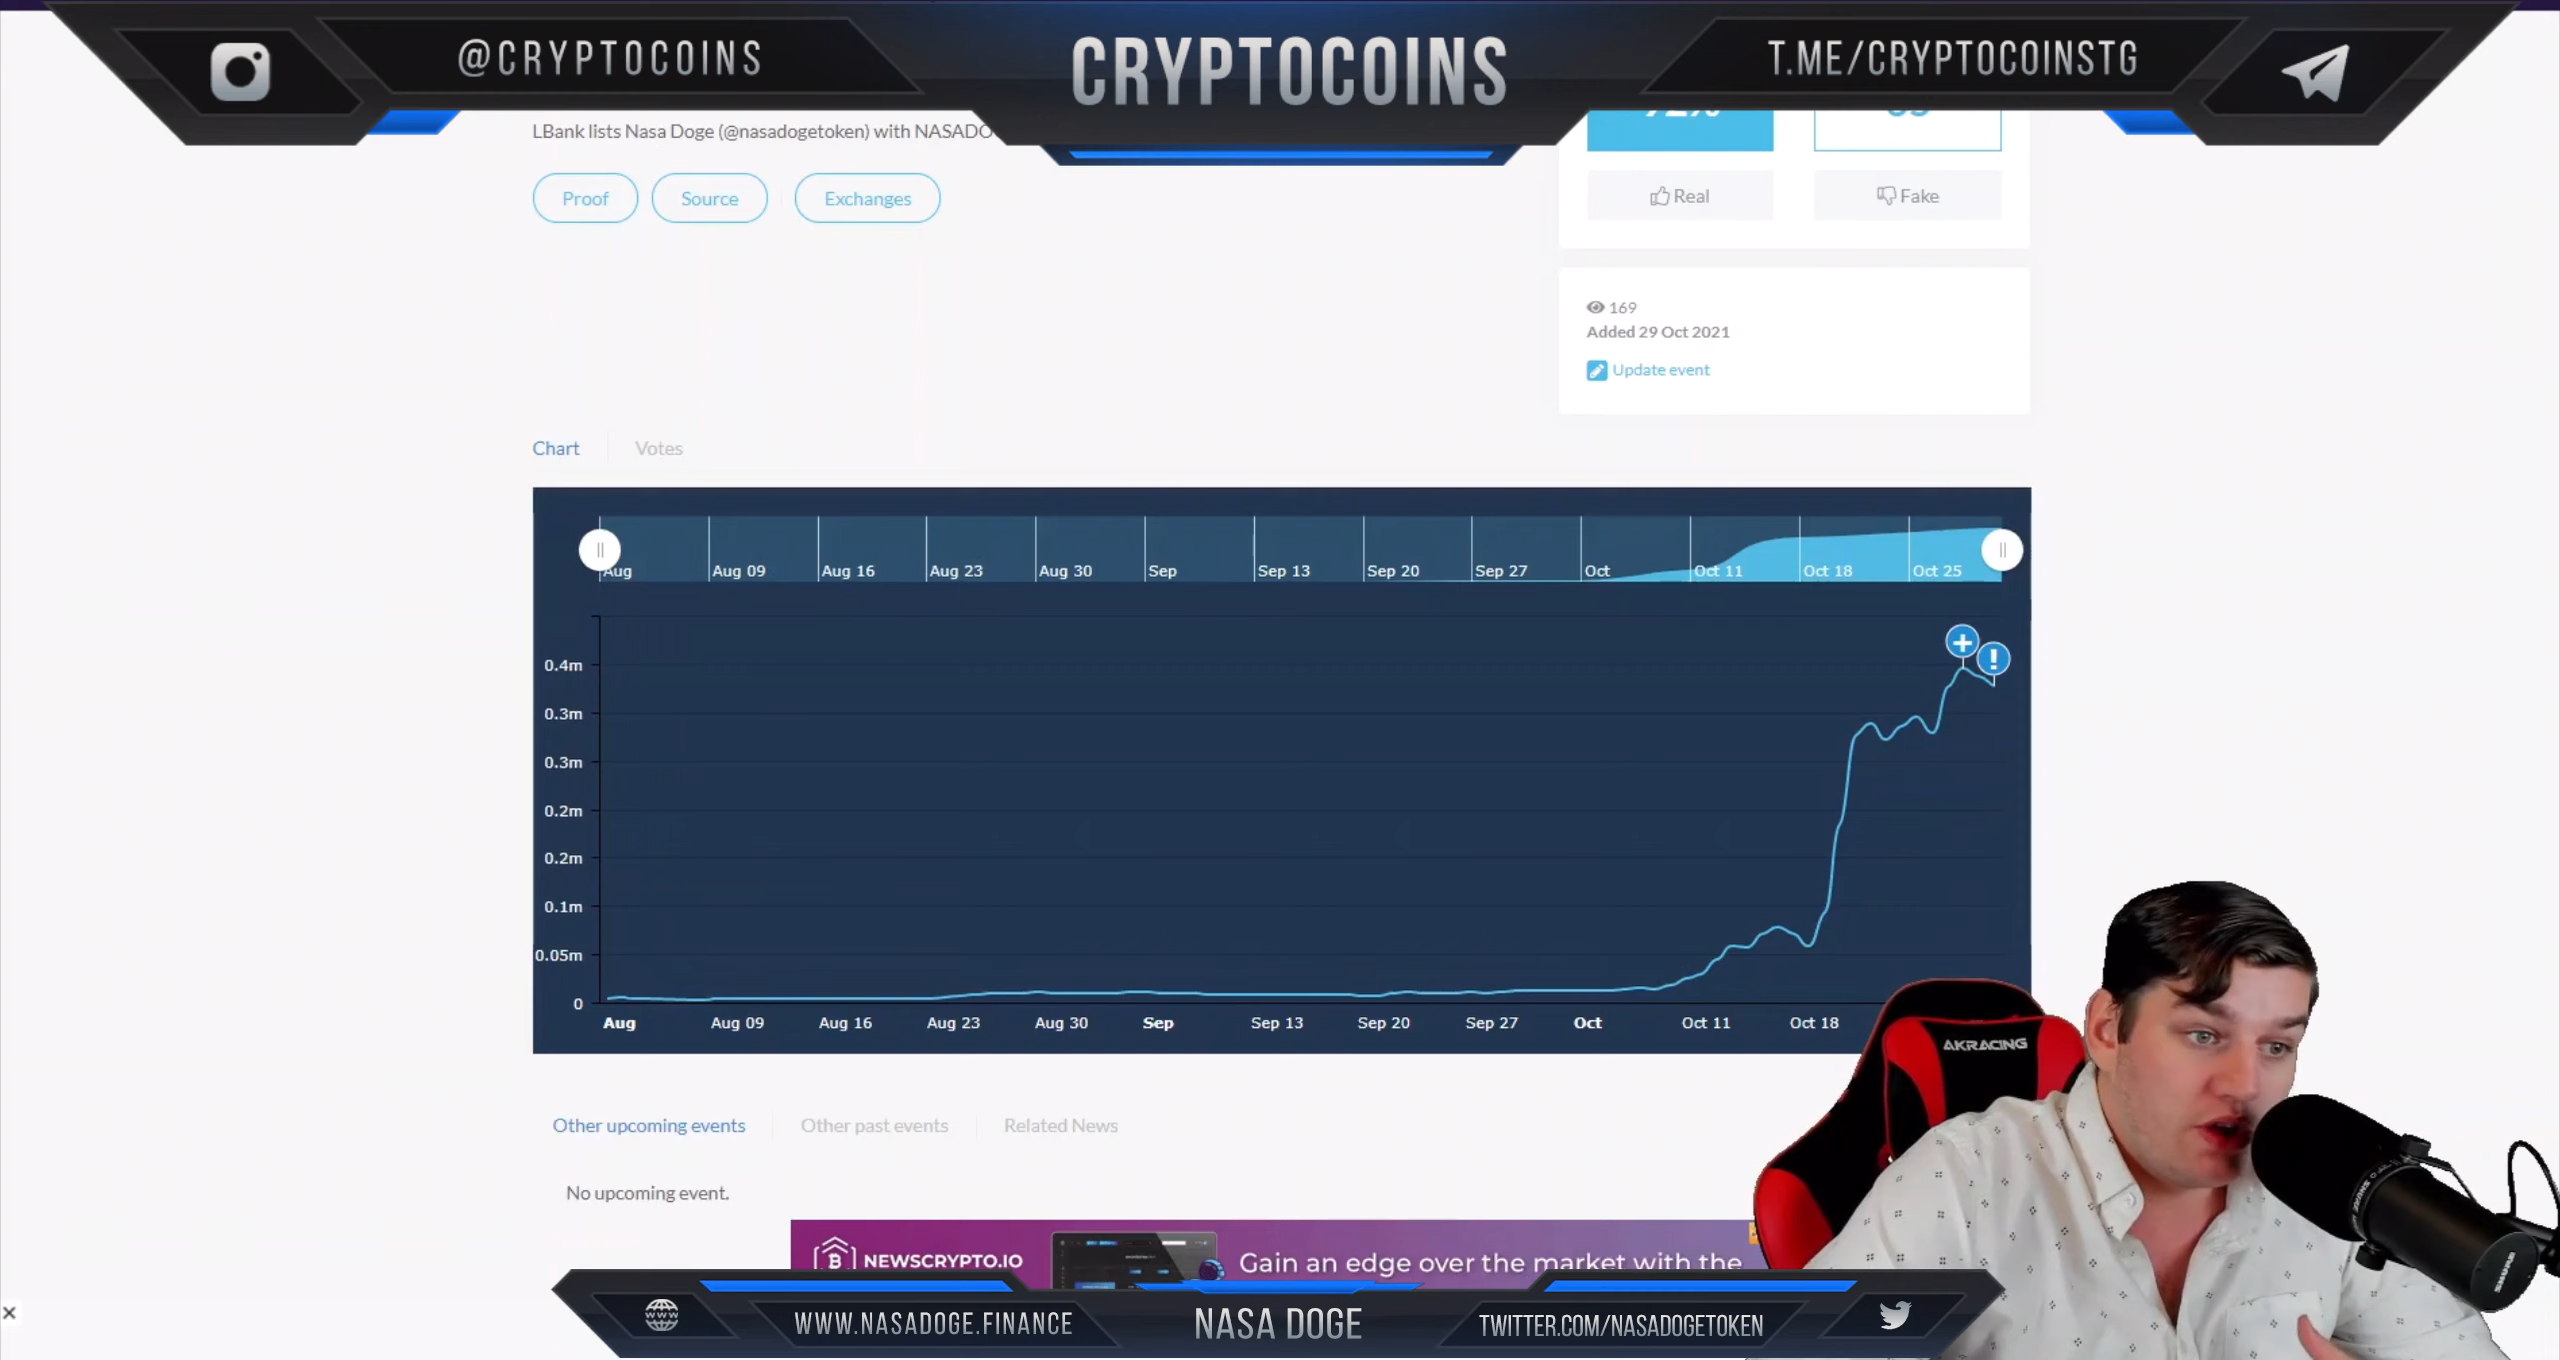 @CRYPTOCOINS
CRYPTOCOINS
T.ME/CRYPTOCOINSTG
LBank lists Nasa Doge (@nasadogetoken) with NASADO
72%
Proof
Source
Exchanges
Real
Fake
169
Added 29 Oct 2021
Update event
Chart
Votes
Aug
Aug 09
Aug 16
Aug 23
Aug 30
Sep
Sep 13
Sep 20
Sep 27
Oct
Oct 11
Oct 18
Oct 25
0.4m
0.3m
0.3m
0.2m
0.2m
0.1m
0.05m
0
Aug
Aug 09
Aug 16
Aug 23
Aug 30
Sep
Sep 13
Sep 20
Sep 27
Oct
Oct 11
Oct 18
AKRACING
Other upcoming events
Other past events
Related News
No upcoming event.
NEWSCRYPTO.IO
Gain an edge over the market with the
WWW.NASADOGE.FINANCE
NASA DOGE
TWITTER.COM/NASADOGETOKEN